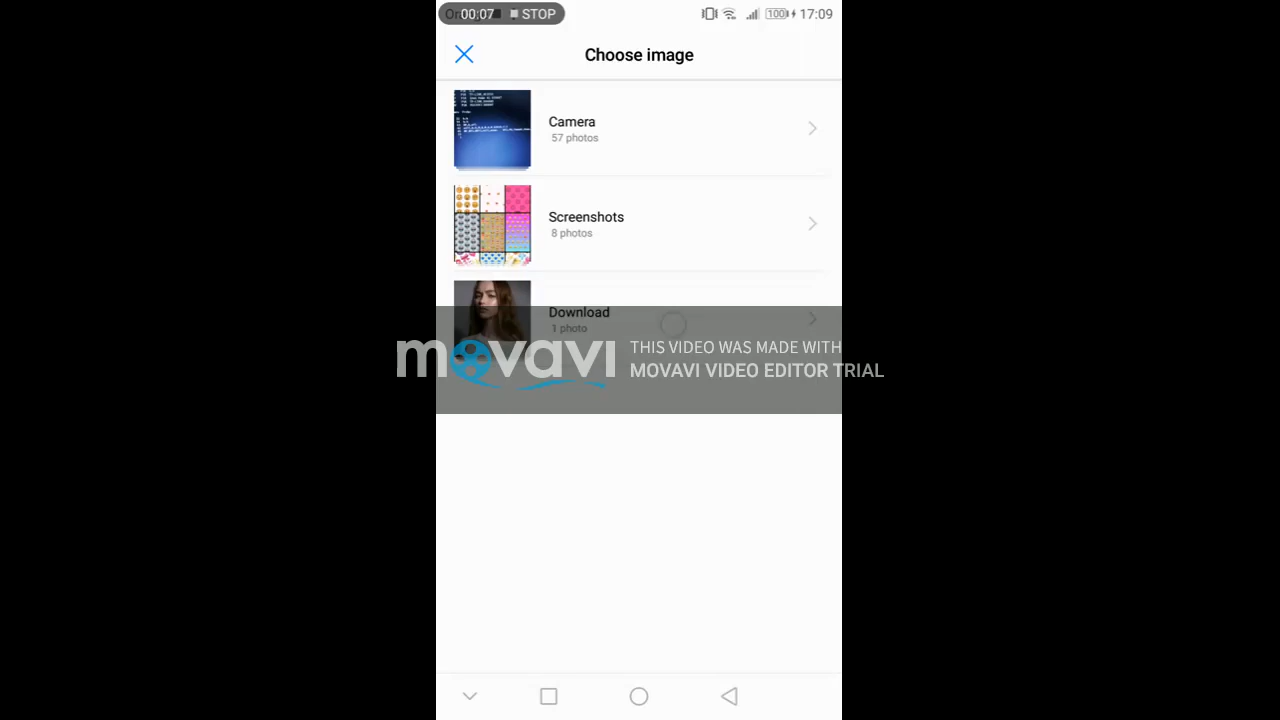 00:07 STOP
100 17:09
Choose image
Camera
57 photos
Screenshots
8 photos
Download
1 photo
movavi
THIS VIDEO WAS MADE WITH
MOVAVI VIDEO EDITOR TRIAL